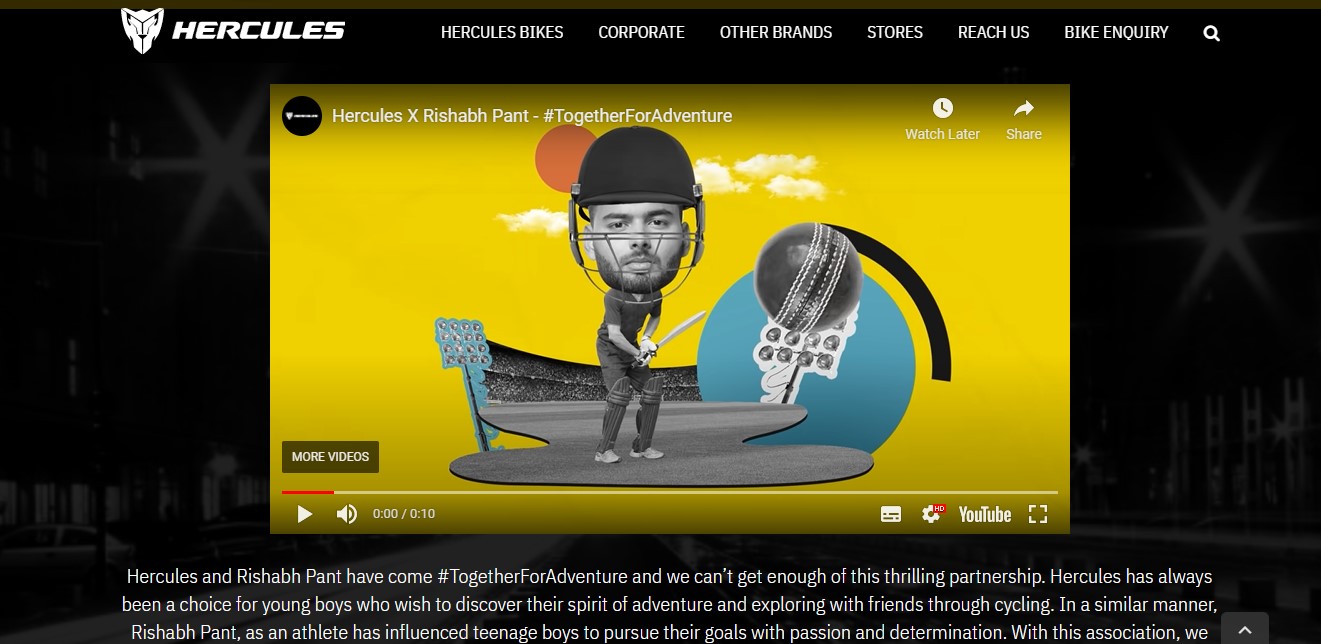 HERCULES
HERCULES BIKES CORPORATE OTHER BRANDS STORES REACH US BIKE ENQUIRY
Hercules X Rishabh Pant - #TogetherForAdventure
Watch Later Share
MORE VIDEOS
0:00 / 0:10
HD
YouTube
Hercules and Rishabh Pant have come #TogetherForAdventure and we can’t get enough of this thrilling partnership. Hercules has always
been a choice for young boys who wish to discover their spirit of adventure and exploring with friends through cycling. In a similar manner,
Rishabh Pant, as an athlete has influenced teenage boys to pursue their goals with passion and determination. With this association, we